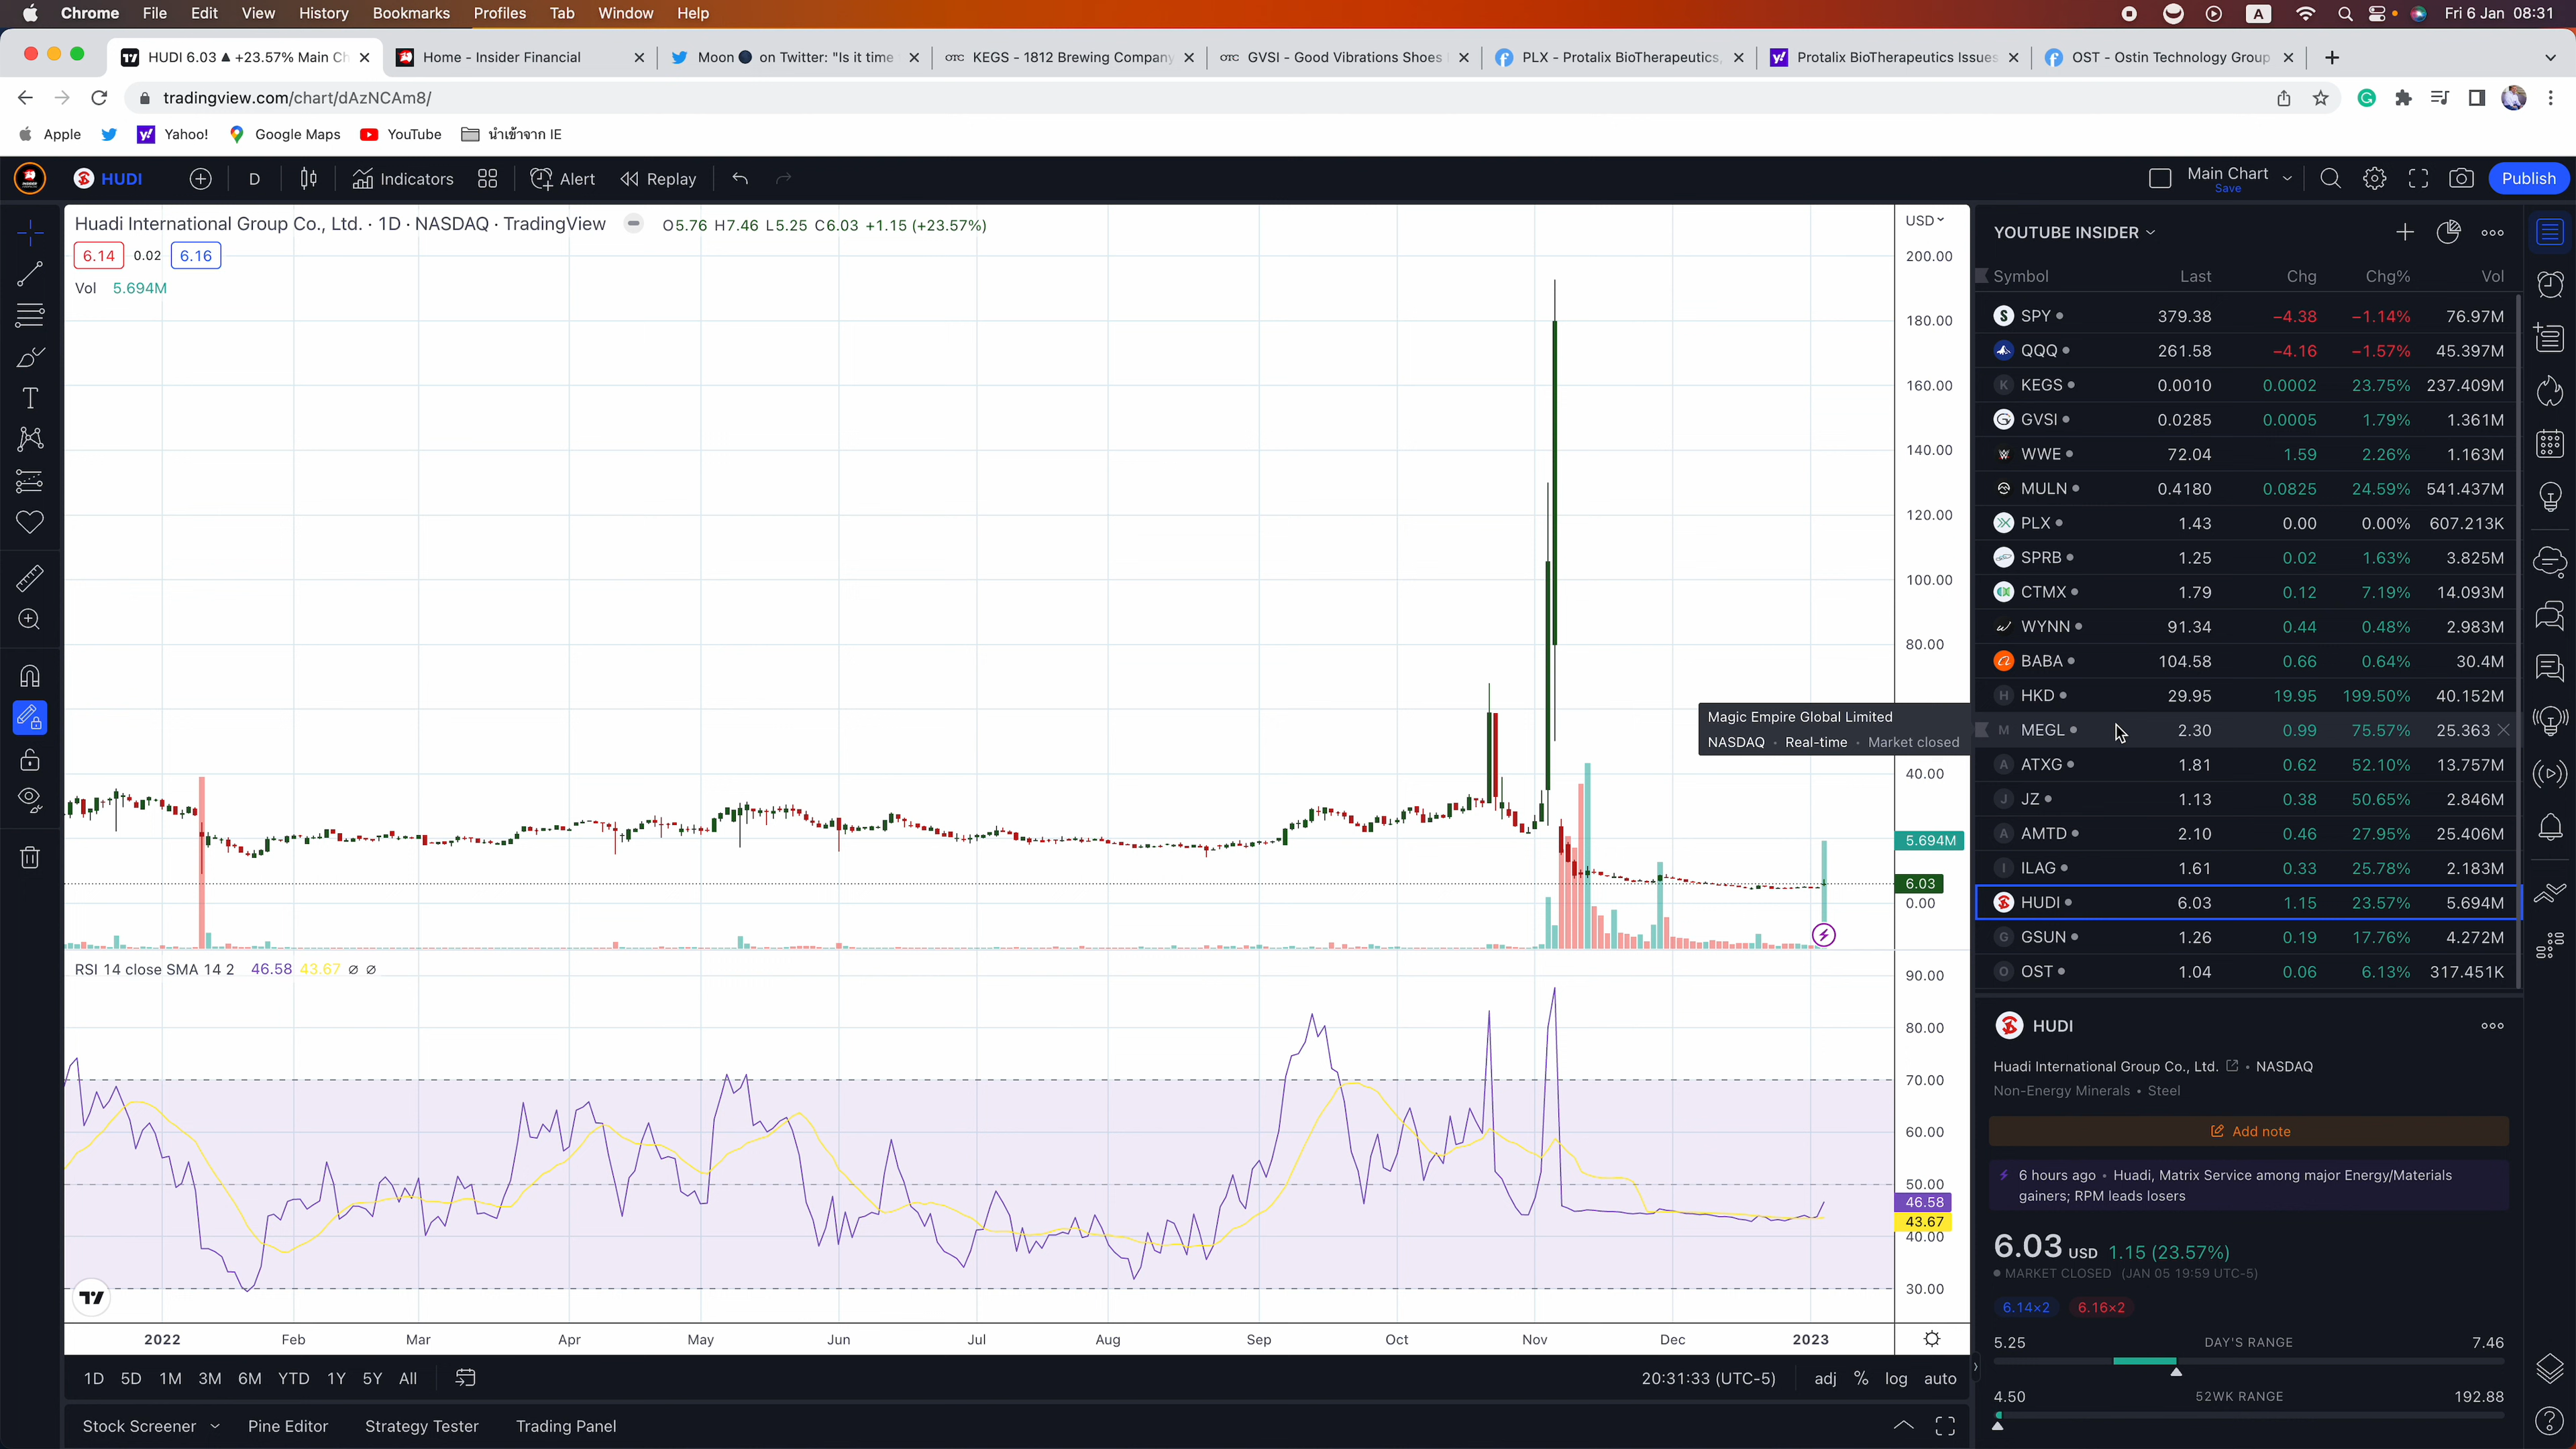 Chrome File Edit View History Bookmarks Profiles Tab Window Help A Fri 6 Jan 08:31
HUDI 6.03 ▲ +23.57% Main Ch
Home - Insider Financial
Moon on Twitter: "Is it time
OTC KEGS - 1812 Brewing Company
OTC GVSI - Good Vibrations Shoes
PLX - Protalix BioTherapeutics,
Protalix BioTherapeutics Issues
OST - Ostin Technology Group
tradingview.com/chart/dAzNCAm8/
Apple Yahoo! Google Maps YouTube นำเข้าจาก IE
HUDI D Indicators Alert Replay Main Chart Save Publish
Huadi International Group Co., Ltd. · 1D · NASDAQ · TradingView O5.76 H7.46 L5.25 C6.03 +1.15 (+23.57%)
6.14 0.02 6.16
Vol 5.694M
USD
200.00
180.00
160.00
140.00
120.00
100.00
80.00
40.00
5.694M
6.03
0.00
Magic Empire Global Limited
NASDAQ · Real-time · Market closed
RSI 14 close SMA 14 2 46.58 43.67 ∅ ∅
90.00
80.00
70.00
60.00
50.00
46.58
43.67
40.00
30.00
2022 Feb Mar Apr May Jun Jul Aug Sep Oct Nov Dec 2023
1D 5D 1M 3M 6M YTD 1Y 5Y All 20:31:33 (UTC-5) adj % log auto
Stock Screener Pine Editor Strategy Tester Trading Panel
YOUTUBE INSIDER
Symbol Last Chg Chg% Vol
SPY 379.38 −4.38 −1.14% 76.97M
QQQ 261.58 −4.16 −1.57% 45.397M
K KEGS 0.0010 0.0002 23.75% 237.409M
GVSI 0.0285 0.0005 1.79% 1.361M
WWE 72.04 1.59 2.26% 1.163M
MULN 0.4180 0.0825 24.59% 541.437M
PLX 1.43 0.00 0.00% 607.213K
SPRB 1.25 0.02 1.63% 3.825M
CTMX 1.79 0.12 7.19% 14.093M
WYNN 91.34 0.44 0.48% 2.983M
BABA 104.58 0.66 0.64% 30.4M
H HKD 29.95 19.95 199.50% 40.152M
M MEGL 2.30 0.99 75.57% 25.363
A ATXG 1.81 0.62 52.10% 13.757M
J JZ 1.13 0.38 50.65% 2.846M
A AMTD 2.10 0.46 27.95% 25.406M
I ILAG 1.61 0.33 25.78% 2.183M
HUDI 6.03 1.15 23.57% 5.694M
G GSUN 1.26 0.19 17.76% 4.272M
O OST 1.04 0.06 6.13% 317.451K
HUDI
Huadi International Group Co., Ltd. • NASDAQ
Non-Energy Minerals • Steel
Add note
6 hours ago • Huadi, Matrix Service among major Energy/Materials
gainers; RPM leads losers
6.03 USD 1.15 (23.57%)
MARKET CLOSED (JAN 05 19:59 UTC-5)
6.14×2 6.16×2
5.25 DAY'S RANGE 7.46
4.50 52WK RANGE 192.88